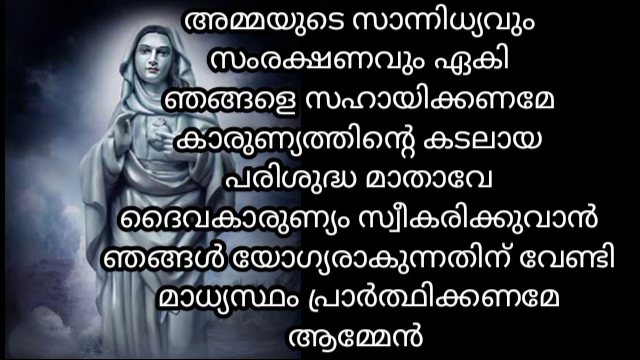 അമ്മയുടെ സാന്നിധ്യവും
സംരക്ഷണവും ഏകി
ഞങ്ങളെ സഹായിക്കണമേ
കാരുണ്യത്തിന്റെ കടലായ
പരിശുദ്ധ മാതാവേ
ദൈവകാരുണ്യം സ്വീകരിക്കുവാൻ
ഞങ്ങൾ യോഗ്യരാകുന്നതിന് വേണ്ടി
മാധ്യസ്ഥം പ്രാർത്ഥിക്കണമേ
ആമ്മേൻ